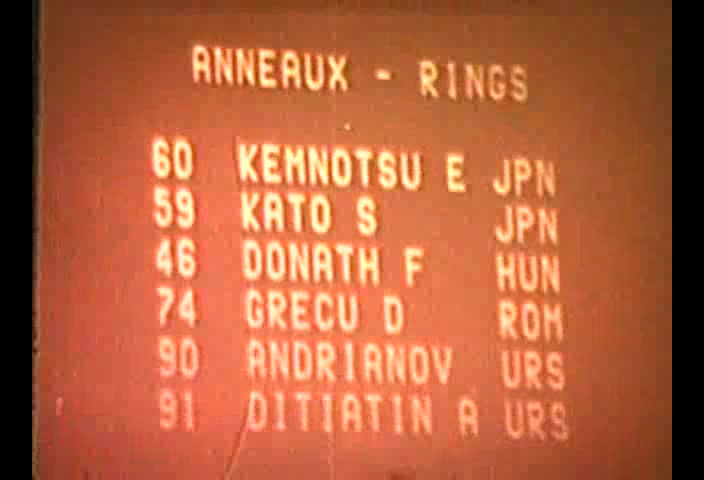 ANNEAUX - RINGS
60 KEMNOTSU E JPN
59 KATO S JPN
46 DONATH F HUN
74 GRECU D ROM
90 ANDRIANOV URS
91 DITIATIN A URS